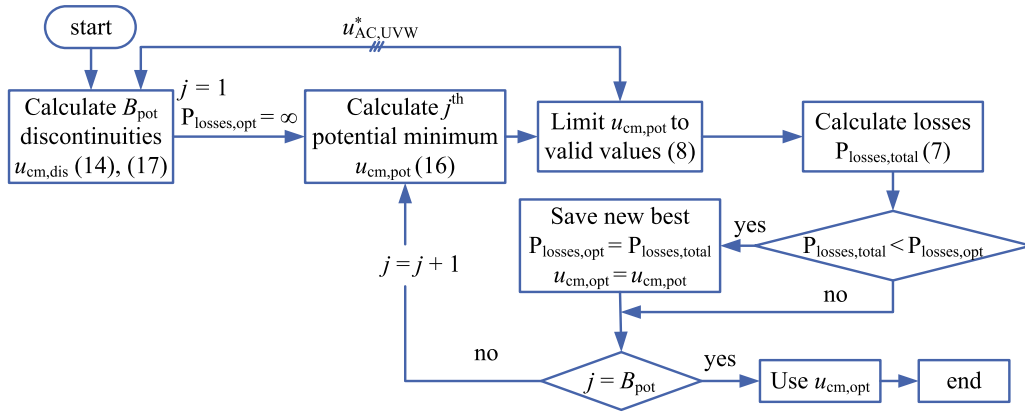 start
u*AC,UVW
Calculate Bpot
discontinuities
ucm,dis (14), (17)
j = 1
Plosses,opt = ∞
Calculate jth
potential minimum
ucm,pot (16)
Limit ucm,pot to
valid values (8)
Calculate losses
Plosses,total (7)
Save new best
Plosses,opt = Plosses,total
ucm,opt = ucm,pot
yes
Plosses,total < Plosses,opt
j = j + 1
no
no
j = Bpot
yes
Use ucm,opt
end